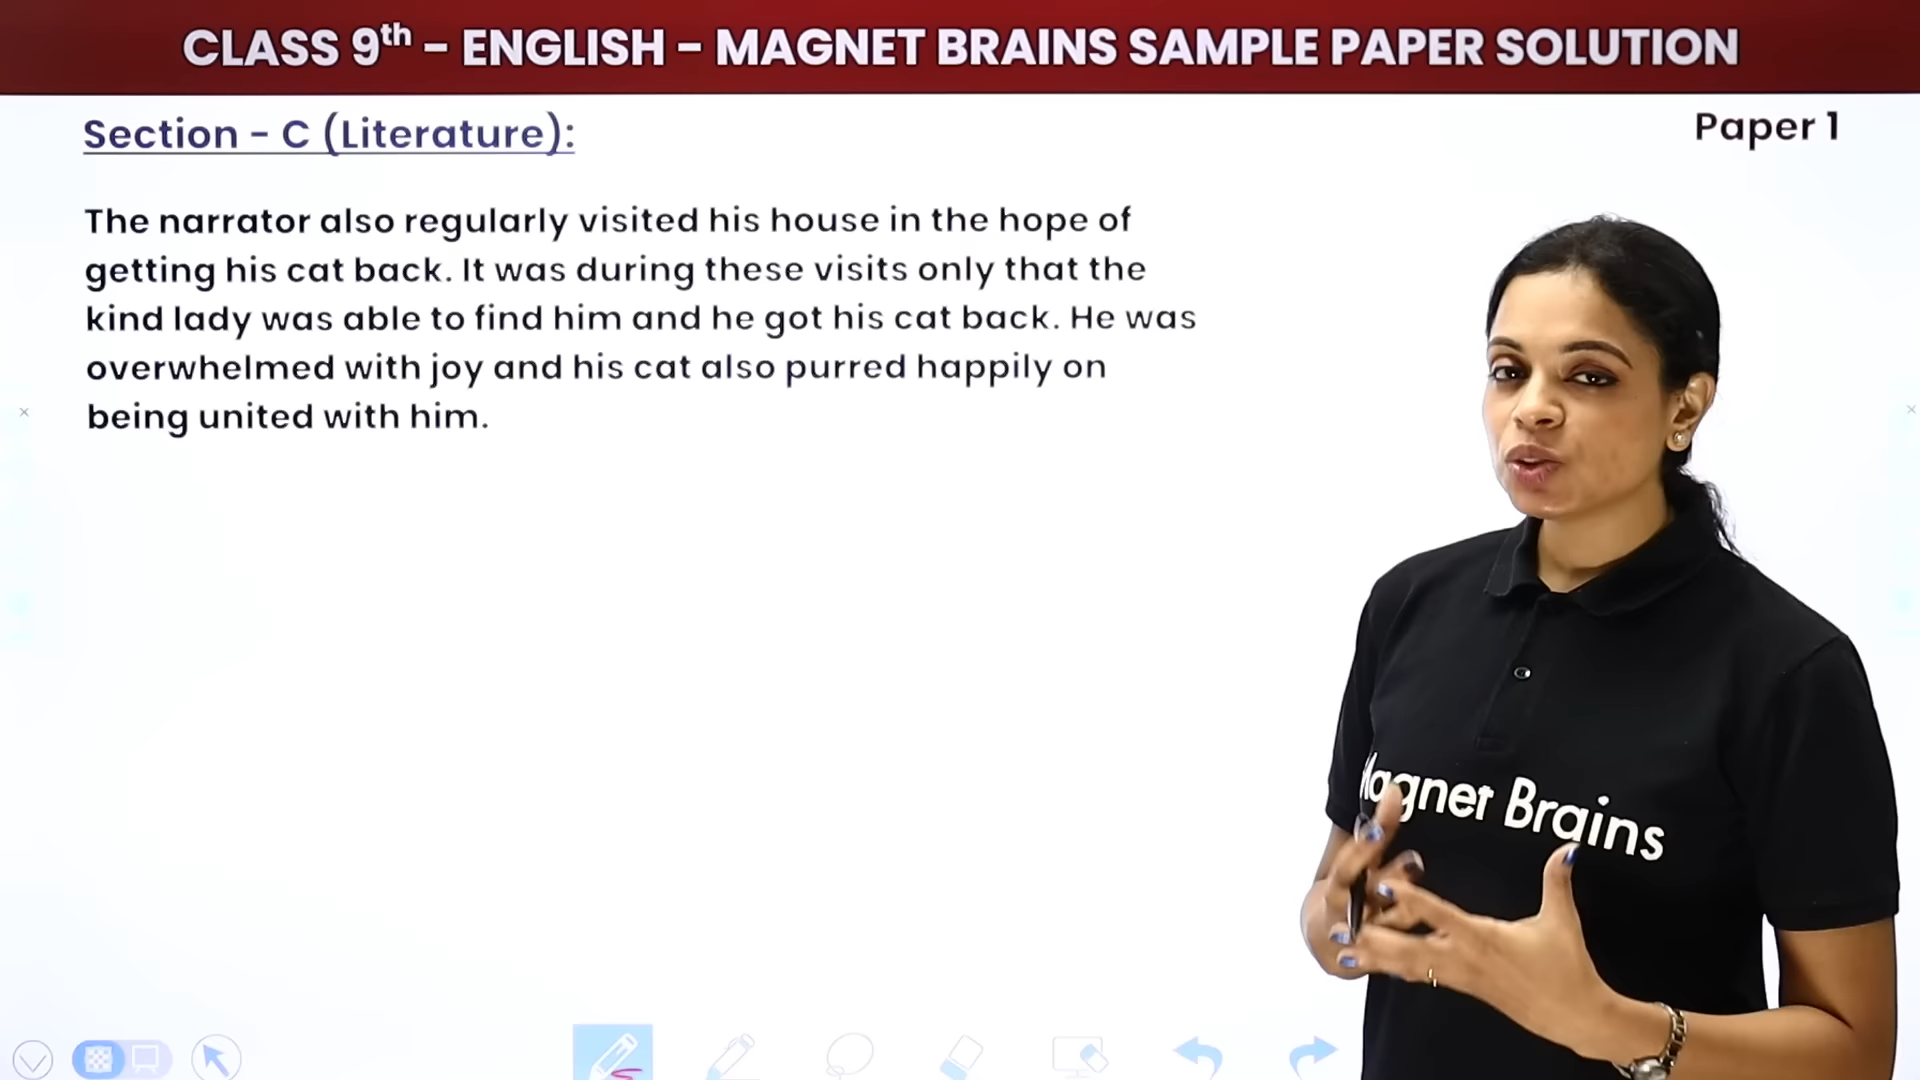 CLASS 9th – ENGLISH – MAGNET BRAINS SAMPLE PAPER SOLUTION
Section - C (Literature):
Paper 1
The narrator also regularly visited his house in the hope of
getting his cat back. It was during these visits only that the
kind lady was able to find him and he got his cat back. He was
overwhelmed with joy and his cat also purred happily on
being united with him.
Magnet Brains